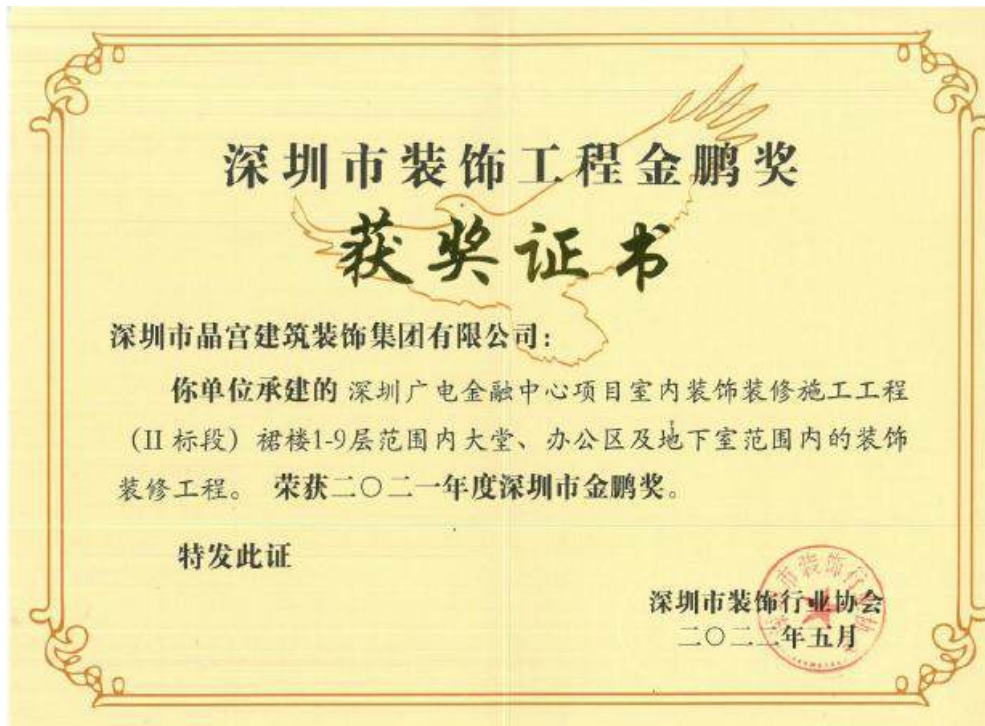 深圳市装饰工程金鹏奖
获奖证书
深圳市晶宫建筑装饰集团有限公司：
你单位承建的 深圳广电金融中心项目室内装饰装修施工工程
（II 标段）裙楼1-9层范围内大堂、办公区及地下室范围内的装饰
装修工程。 荣获二〇二一年度深圳市金鹏奖。
特发此证
深圳市装饰行业协会
二〇二二年五月